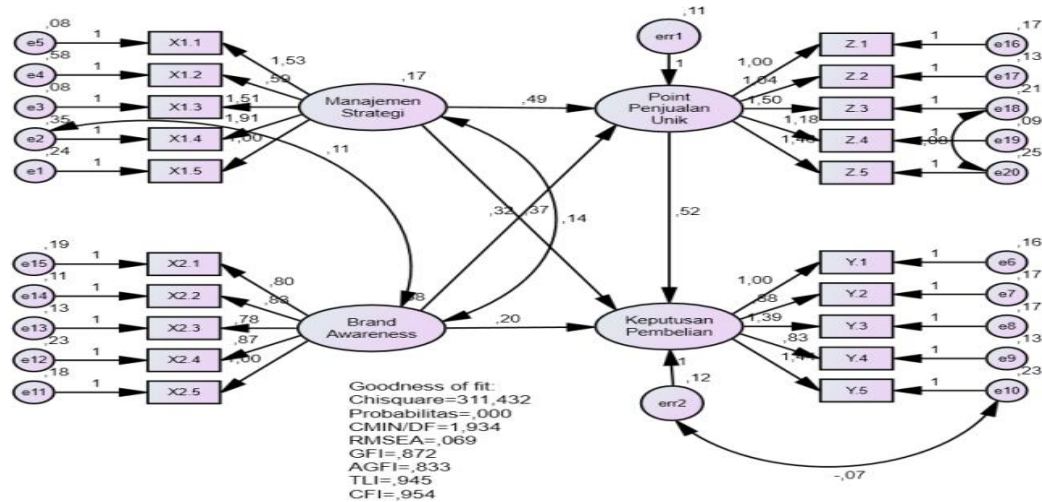 ,08
e5
1
X1.1
,58
e4
1
X1.2
,08
e3
1
X1.3
,35
e2
1
X1.4
,24
e1
1
X1.5
1,53
,59
1,51
1,91
1,00
,17
Manajemen
Strategi
,11
,49
,11
err1
1
Point
Penjualan
Unik
1,00
1,04
1,50
1,18
Z.1
1
e16
,17
Z.2
1
e17
,13
Z.3
1
e18
,21
Z.4
1
e19
,09
Z.5
1
e20
,25
,08
,32
,37
,14
,52
,19
e15
1
X2.1
,11
e14
1
X2.2
,13
e13
1
X2.3
,23
e12
1
X2.4
,18
e11
1
X2.5
,80
,83
,78
,87
1,00
Brand
Awareness
,20
Keputusan
Pembelian
1,00
,88
1,39
,83
Y.1
1
e6
,16
Y.2
1
e7
,17
Y.3
1
e8
,17
Y.4
1
e9
,13
Y.5
1
e10
,23
1
,12
err2
-,07
Goodness of fit:
Chisquare=311,432
Probabilitas=,000
CMIN/DF=1,934
RMSEA=,069
GFI=,872
AGFI=,833
TLI=,945
CFI=,954